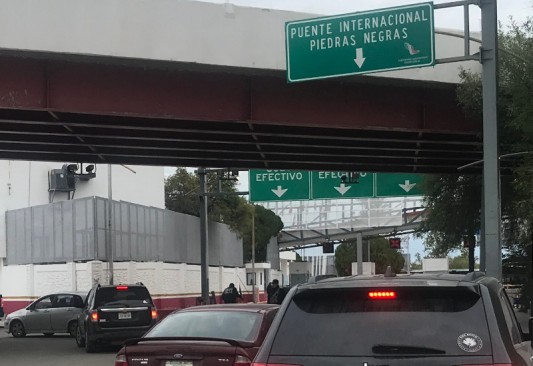 PUENTE INTERNACIONAL
PIEDRAS NEGRAS
EFECTIVO
EFECTIVO